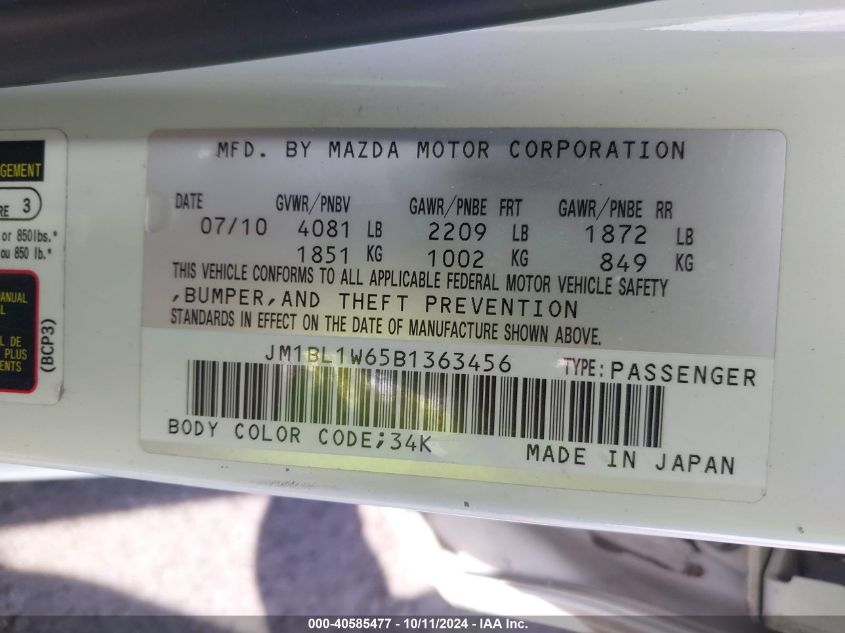 MFD. BY MAZDA MOTOR CORPORATION
DATE GVWR/PNBV GAWR/PNBE FRT GAWR/PNBE RR
07/10 4081 LB 2209 LB 1872 LB
1851 KG 1002 KG 849 KG
THIS VEHICLE CONFORMS TO ALL APPLICABLE FEDERAL MOTOR VEHICLE SAFETY
,BUMPER,AND THEFT PREVENTION
STANDARDS IN EFFECT ON THE DATE OF MANUFACTURE SHOWN ABOVE.
JM1BL1W65B1363456 TYPE:PASSENGER
BODY COLOR CODE;34K
MADE IN JAPAN
GEMENT
RE 3
or 850lbs.*
ou 850 lb.*
MANUAL
L
L DE
PLUS
ENTS
(BCP3)
000-40585477 - 10/11/2024 - IAA Inc.